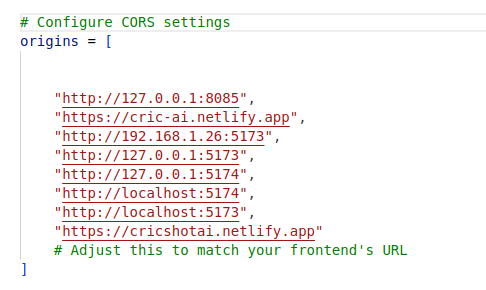 # Configure CORS settings
origins = [
"http://127.0.0.1:8085",
"https://cric-ai.netlify.app",
"http://192.168.1.26:5173",
"http://127.0.0.1:5173",
"http://127.0.0.1:5174",
"http://localhost:5174",
"http://localhost:5173",
"https://cricshotai.netlify.app"
# Adjust this to match your frontend's URL
]